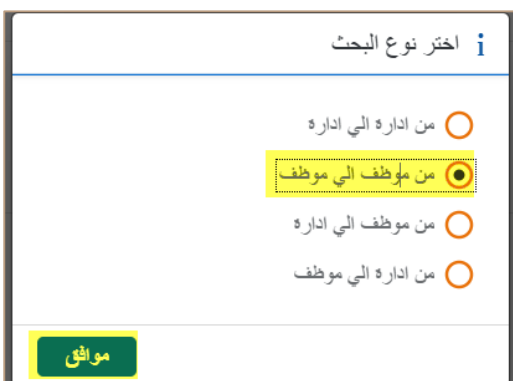 اختر نوع البحث
من ادارة الي ادارة
من موظف الي موظف
من موظف الي ادارة
من ادارة الي موظف
موافق